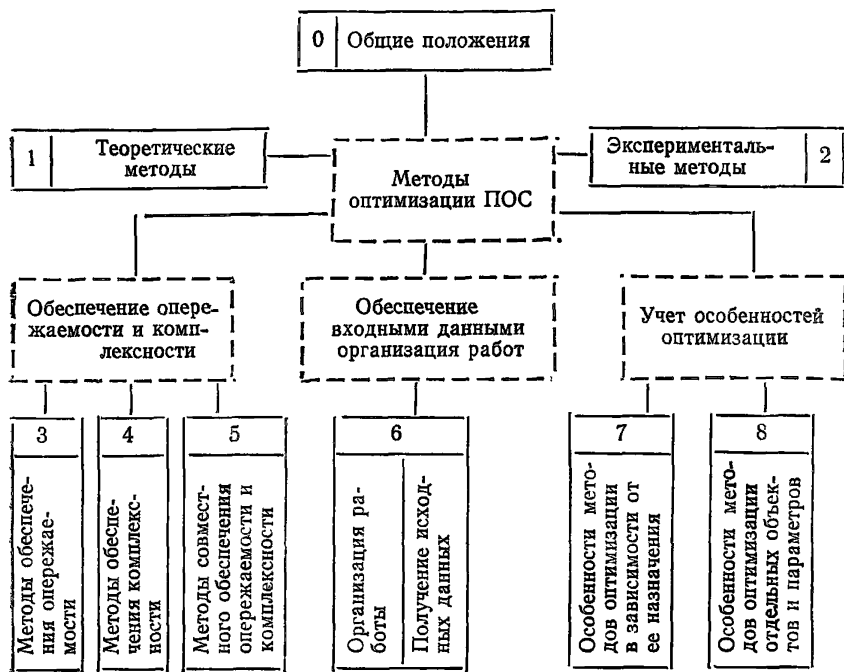 0 Общие положения
1
Теоретические
методы
Эксперименталь-
ные методы
2
Методы
оптимизации ПОС
Обеспечение опере-
жаемости и комп-
лексности
Обеспечение
входными данными
организация работ
Учет особенностей
оптимизации
3
Методы обеспече-
ния опережае-
мости
4
Методы обеспе-
чения комплекс-
ности
5
Методы совмест-
ного обеспечения
опережаемости и
комплексности
6
Организация ра-
боты
Получение исход-
ных данных
7
Особенности мето-
дов оптимизации
в зависимости от
ее назначения
8
Особенности мето-
дов оптимизации
отдельных объек-
тов и параметров